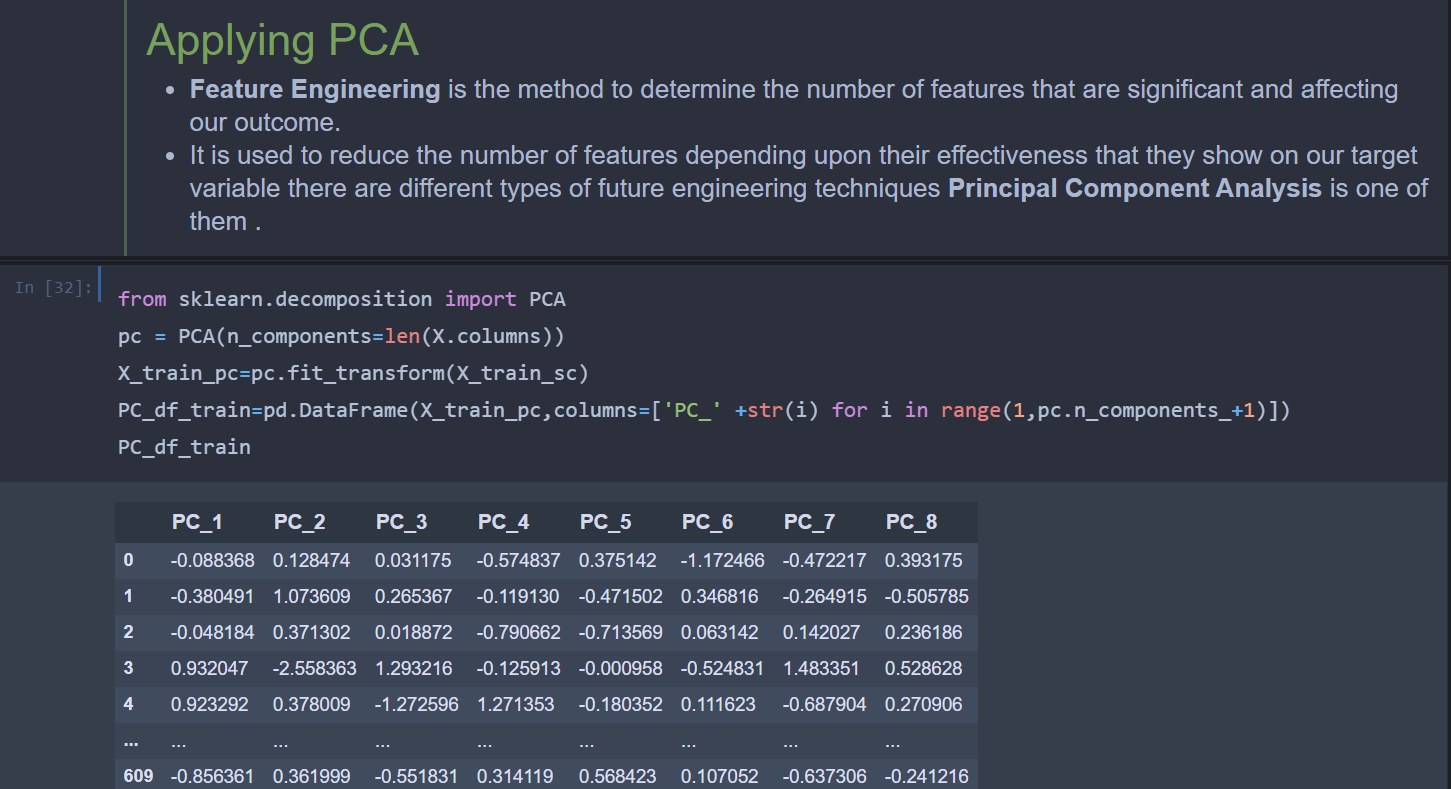 Applying PCA
• Feature Engineering is the method to determine the number of features that are significant and affecting
our outcome.
• It is used to reduce the number of features depending upon their effectiveness that they show on our target
variable there are different types of future engineering techniques Principal Component Analysis is one of
them .
In [32]:
from sklearn.decomposition import PCA
pc = PCA(n_components=len(X.columns))
X_train_pc=pc.fit_transform(X_train_sc)
PC_df_train=pd.DataFrame(X_train_pc,columns=['PC_' +str(i) for i in range(1,pc.n_components_+1)])
PC_df_train
PC_1 PC_2 PC_3 PC_4 PC_5 PC_6 PC_7 PC_8
0 -0.088368 0.128474 0.031175 -0.574837 0.375142 -1.172466 -0.472217 0.393175
1 -0.380491 1.073609 0.265367 -0.119130 -0.471502 0.346816 -0.264915 -0.505785
2 -0.048184 0.371302 0.018872 -0.790662 -0.713569 0.063142 0.142027 0.236186
3 0.932047 -2.558363 1.293216 -0.125913 -0.000958 -0.524831 1.483351 0.528628
4 0.923292 0.378009 -1.272596 1.271353 -0.180352 0.111623 -0.687904 0.270906
... ... ... ... ... ... ... ... ...
609 -0.856361 0.361999 -0.551831 0.314119 0.568423 0.107052 -0.637306 -0.241216